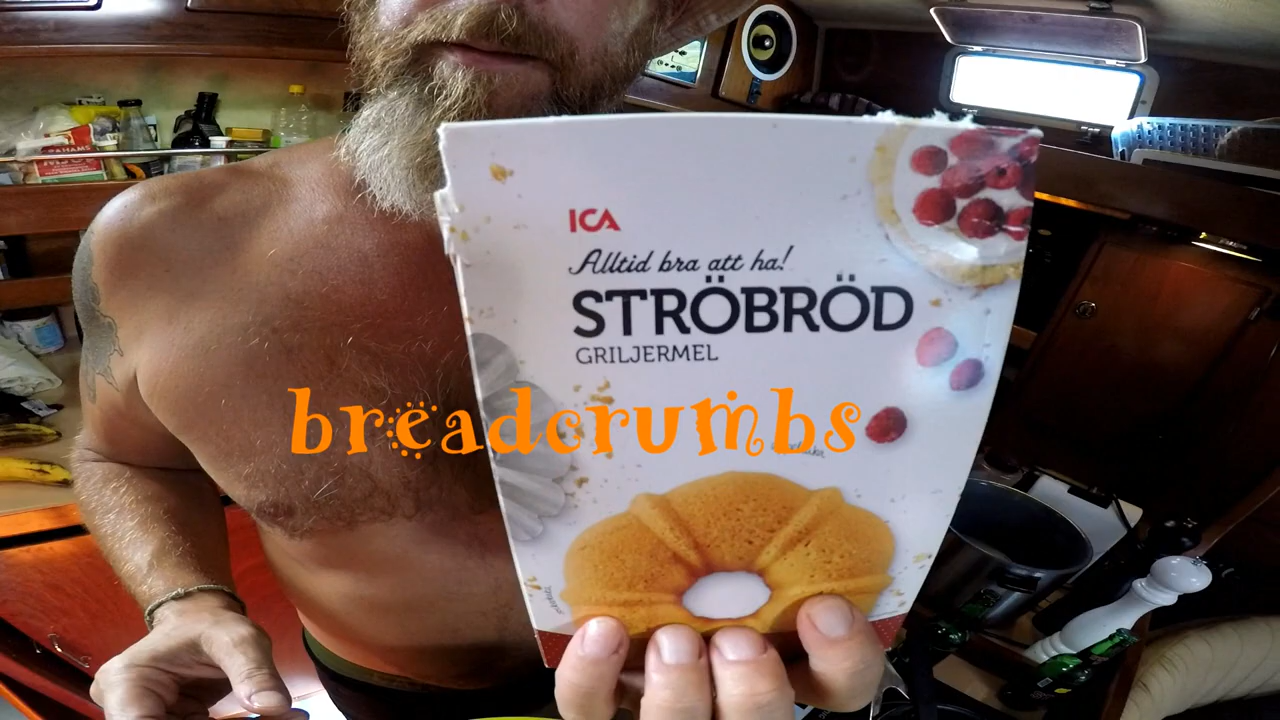 ICA
Alltid bra att ha!
STRÖBRÖD
GRILJERMEL
breadcrumbs